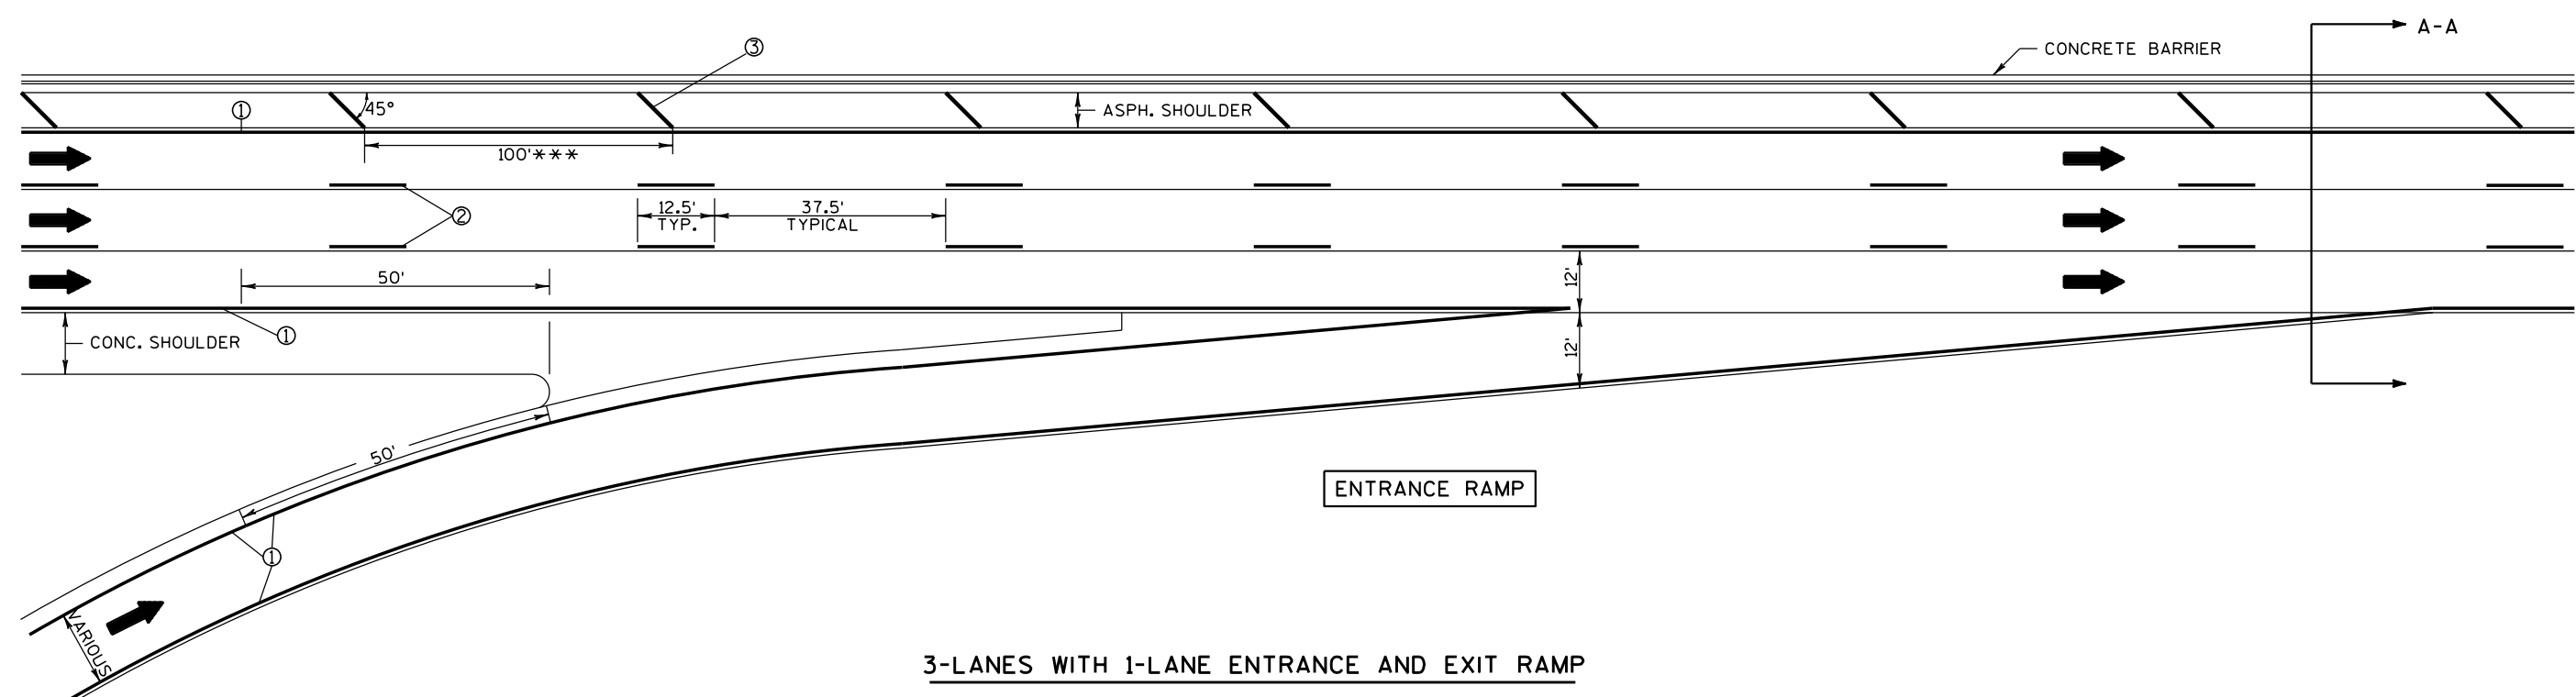 A-A
CONCRETE BARRIER
③
①
45°
ASPH. SHOULDER
100'***
②
12.5'
TYP.
37.5'
TYPICAL
50'
12'
①
CONC. SHOULDER
12'
50'
ENTRANCE RAMP
①
VARIOUS
3-LANES WITH 1-LANE ENTRANCE AND EXIT RAMP